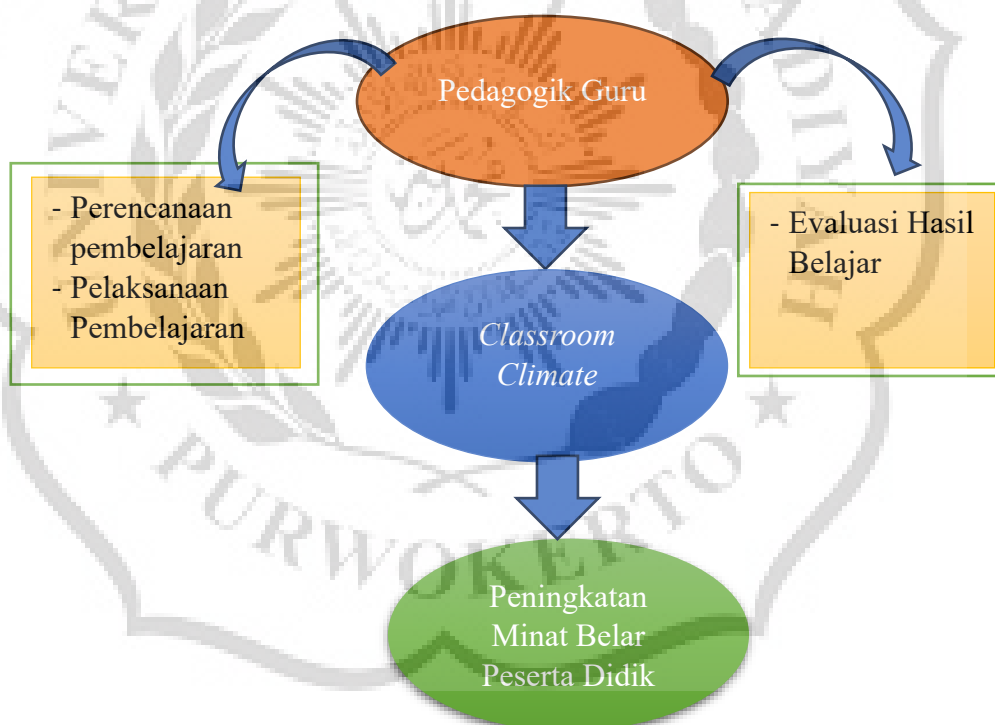 Pedagogik Guru
- Perencanaan
pembelajaran
- Pelaksanaan
Pembelajaran
- Evaluasi Hasil
Belajar
Classroom
Climate
Peningkatan
Minat Belar
Peserta Didik
PURWOKERTO